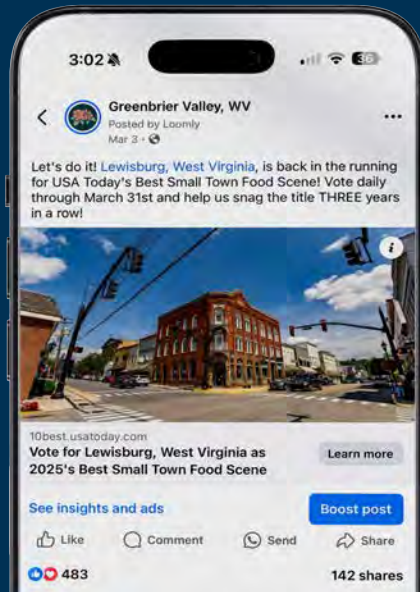 3:02
36
Greenbrier Valley, WV
Posted by Loomly
Mar 3 ·
Let's do it! Lewisburg, West Virginia, is back in the running
for USA Today's Best Small Town Food Scene! Vote daily
through March 31st and help us snag the title THREE years
in a row!
10best.usatoday.com
Vote for Lewisburg, West Virginia as
2025's Best Small Town Food Scene
Learn more
See insights and ads
Boost post
Like
Comment
Send
Share
483
142 shares